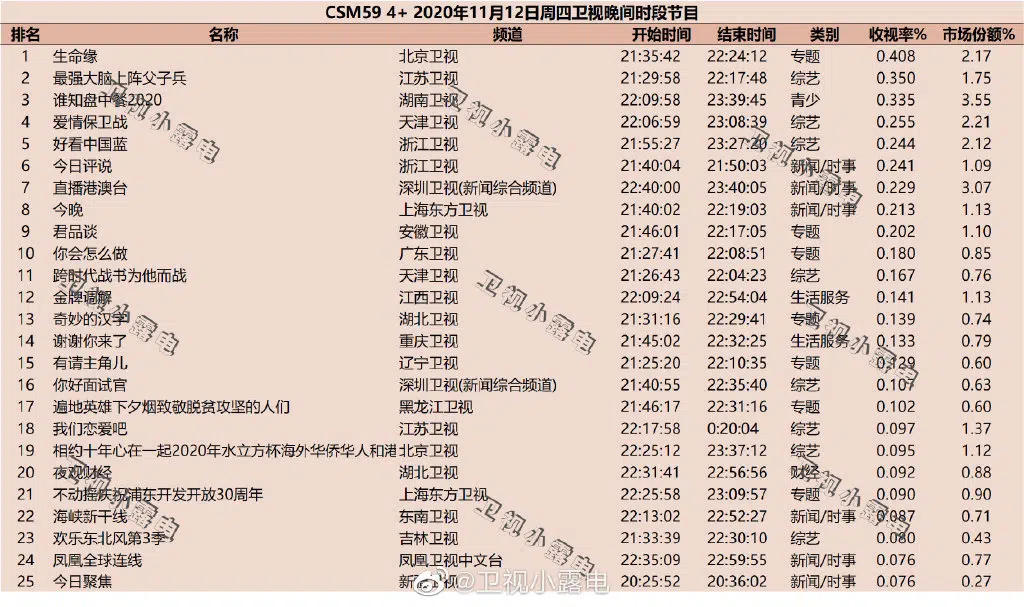 CSM59 4+ 2020年11月12日周四卫视晚间时段节目
排名 名称 频道 开始时间 结束时间 类别 收视率% 市场份额%
1 生命缘 北京卫视 21:35:42 22:24:12 专题 0.408 2.17
2 最强大脑上阵父子兵 江苏卫视 21:29:58 22:17:48 综艺 0.350 1.75
3 谁知盘中餐2020 湖南卫视 22:09:58 23:39:45 青少 0.335 3.55
4 爱情保卫战 天津卫视 22:06:59 23:08:39 综艺 0.255 2.21
5 好看中国蓝 浙江卫视 21:55:27 23:27:20 综艺 0.244 2.12
6 今日评说 浙江卫视 21:40:04 21:50:03 新闻/时事 0.241 1.09
7 直播港澳台 深圳卫视(新闻综合频道) 22:40:00 23:40:05 新闻/时事 0.229 3.07
8 今晚 上海东方卫视 21:40:02 22:19:03 新闻/时事 0.213 1.13
9 君品谈 安徽卫视 21:46:01 22:17:05 专题 0.202 1.10
10 你会怎么做 广东卫视 21:27:41 22:08:51 专题 0.180 0.85
11 跨时代战书为他而战 天津卫视 21:26:43 22:04:23 综艺 0.167 0.76
12 金牌调解 江西卫视 22:09:24 22:54:04 生活服务 0.141 1.13
13 奇妙的汉字 湖北卫视 21:31:16 22:29:41 专题 0.139 0.74
14 谢谢你来了 重庆卫视 21:45:02 22:32:25 生活服务 0.133 0.79
15 有请主角儿 辽宁卫视 21:25:20 22:10:35 专题 0.129 0.60
16 你好面试官 深圳卫视(新闻综合频道) 21:40:55 22:35:40 综艺 0.107 0.63
17 遍地英雄下夕烟致敬脱贫攻坚的人们 黑龙江卫视 21:46:17 22:31:16 专题 0.102 0.60
18 我们恋爱吧 江苏卫视 22:17:58 0:20:04 综艺 0.097 1.37
19 相约十年心在一起2020年水立方杯海外华侨华人和港 北京卫视 22:25:12 23:37:12 综艺 0.095 1.12
20 夜观财经 湖北卫视 22:31:41 22:56:56 财经 0.092 0.88
21 不动摇庆祝浦东开发开放30周年 上海东方卫视 22:25:58 23:09:57 专题 0.090 0.90
22 海峡新干线 东南卫视 22:13:02 22:52:27 新闻/时事 0.087 0.71
23 欢乐东北风第3季 吉林卫视 21:33:39 22:30:10 综艺 0.080 0.43
24 凤凰全球连线 凤凰卫视中文台 22:35:09 22:59:55 新闻/时事 0.076 0.77
25 今日聚焦 新 卫视 20:25:52 20:36:02 新闻/时事 0.076 0.27
卫视小露电
卫视小露电
卫视小露电
卫视小露电
卫视小露电
卫视小露电
卫视小露电
卫视小露电
卫视小露电
@卫视小露电